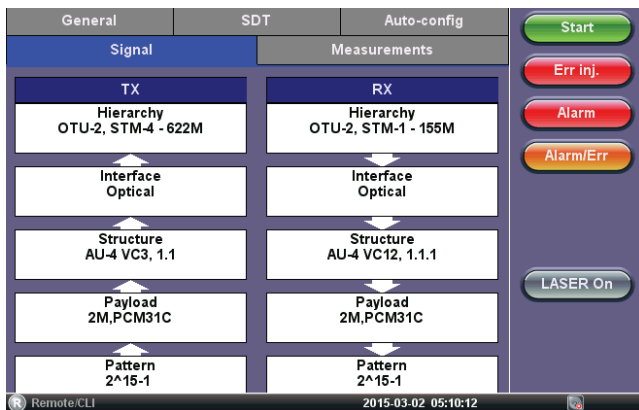 General SDT Auto-config
Signal Measurements
TX
Hierarchy
OTU-2, STM-4 - 622M
Interface
Optical
Structure
AU-4 VC3, 1.1
Payload
2M,PCM31C
Pattern
2^15-1
RX
Hierarchy
OTU-2, STM-1 - 155M
Interface
Optical
Structure
AU-4 VC12, 1.1.1
Payload
2M,PCM31C
Pattern
2^15-1
Start
Err inj.
Alarm
Alarm/Err
LASER On
R Remote/CLI 2015-03-02 05:10:12